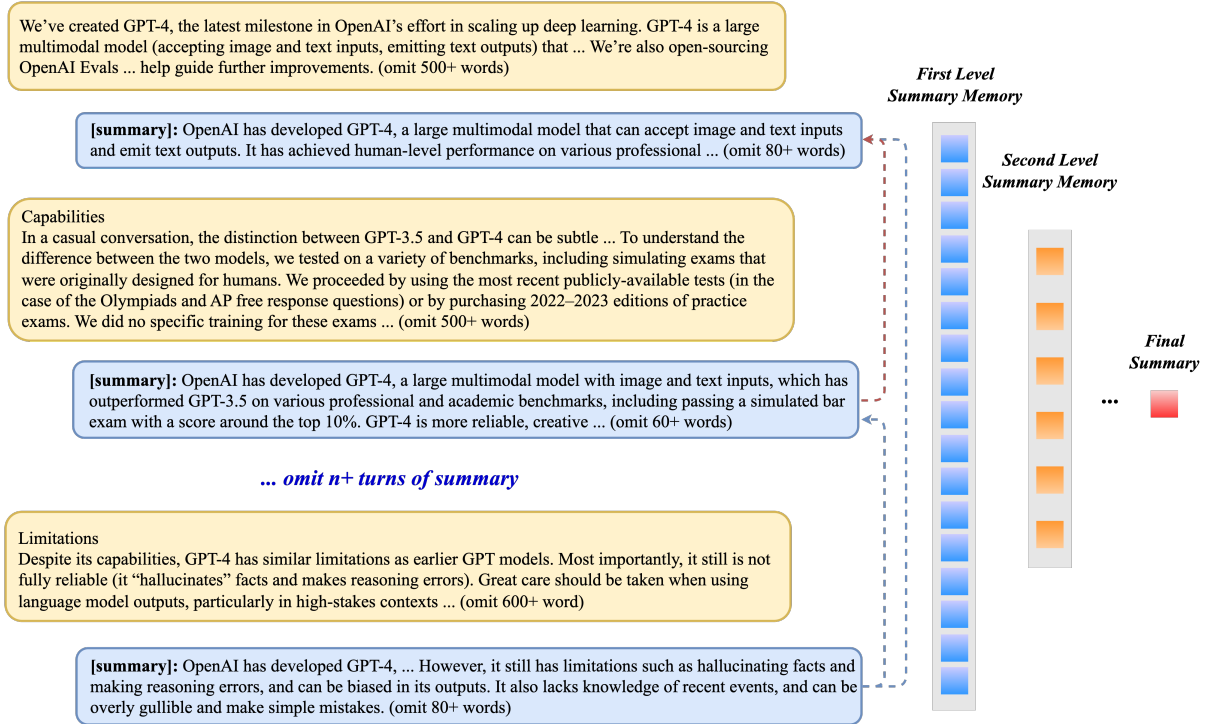 We’ve created GPT-4, the latest milestone in OpenAI’s effort in scaling up deep learning. GPT-4 is a large
multimodal model (accepting image and text inputs, emitting text outputs) that ... We’re also open-sourcing
OpenAI Evals ... help guide further improvements. (omit 500+ words)
[summary]: OpenAI has developed GPT-4, a large multimodal model that can accept image and text inputs
and emit text outputs. It has achieved human-level performance on various professional ... (omit 80+ words)
Capabilities
In a casual conversation, the distinction between GPT-3.5 and GPT-4 can be subtle ... To understand the
difference between the two models, we tested on a variety of benchmarks, including simulating exams that
were originally designed for humans. We proceeded by using the most recent publicly-available tests (in the
case of the Olympiads and AP free response questions) or by purchasing 2022–2023 editions of practice
exams. We did no specific training for these exams ... (omit 500+ words)
[summary]: OpenAI has developed GPT-4, a large multimodal model with image and text inputs, which has
outperformed GPT-3.5 on various professional and academic benchmarks, including passing a simulated bar
exam with a score around the top 10%. GPT-4 is more reliable, creative ... (omit 60+ words)
... omit n+ turns of summary
Limitations
Despite its capabilities, GPT-4 has similar limitations as earlier GPT models. Most importantly, it still is not
fully reliable (it “hallucinates” facts and makes reasoning errors). Great care should be taken when using
language model outputs, particularly in high-stakes contexts ... (omit 600+ word)
[summary]: OpenAI has developed GPT-4, ... However, it still has limitations such as hallucinating facts and
making reasoning errors, and can be biased in its outputs. It also lacks knowledge of recent events, and can be
overly gullible and make simple mistakes. (omit 80+ words)
First Level
Summary Memory
Second Level
Summary Memory
...
Final
Summary